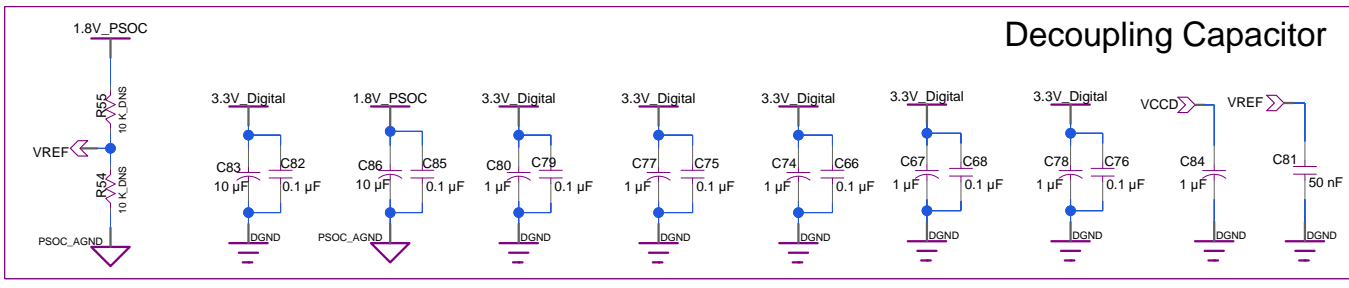 Decoupling Capacitor
1.8V_PSOC
R55
10 K_DNS
VREF
R54
10 K_DNS
PSOC_AGND
3.3V_Digital
C83
10 µF
C82
0.1 µF
DGND
1.8V_PSOC
C86
10 µF
C85
0.1 µF
PSOC_AGND
3.3V_Digital
C80
1 µF
C79
0.1 µF
DGND
3.3V_Digital
C77
1 µF
C75
0.1 µF
DGND
3.3V_Digital
C74
1 µF
C66
0.1 µF
DGND
3.3V_Digital
C67
1 µF
C68
0.1 µF
DGND
3.3V_Digital
C78
1 µF
C76
0.1 µF
DGND
VCCD
C84
1 µF
DGND
VREF
C81
50 nF
DGND